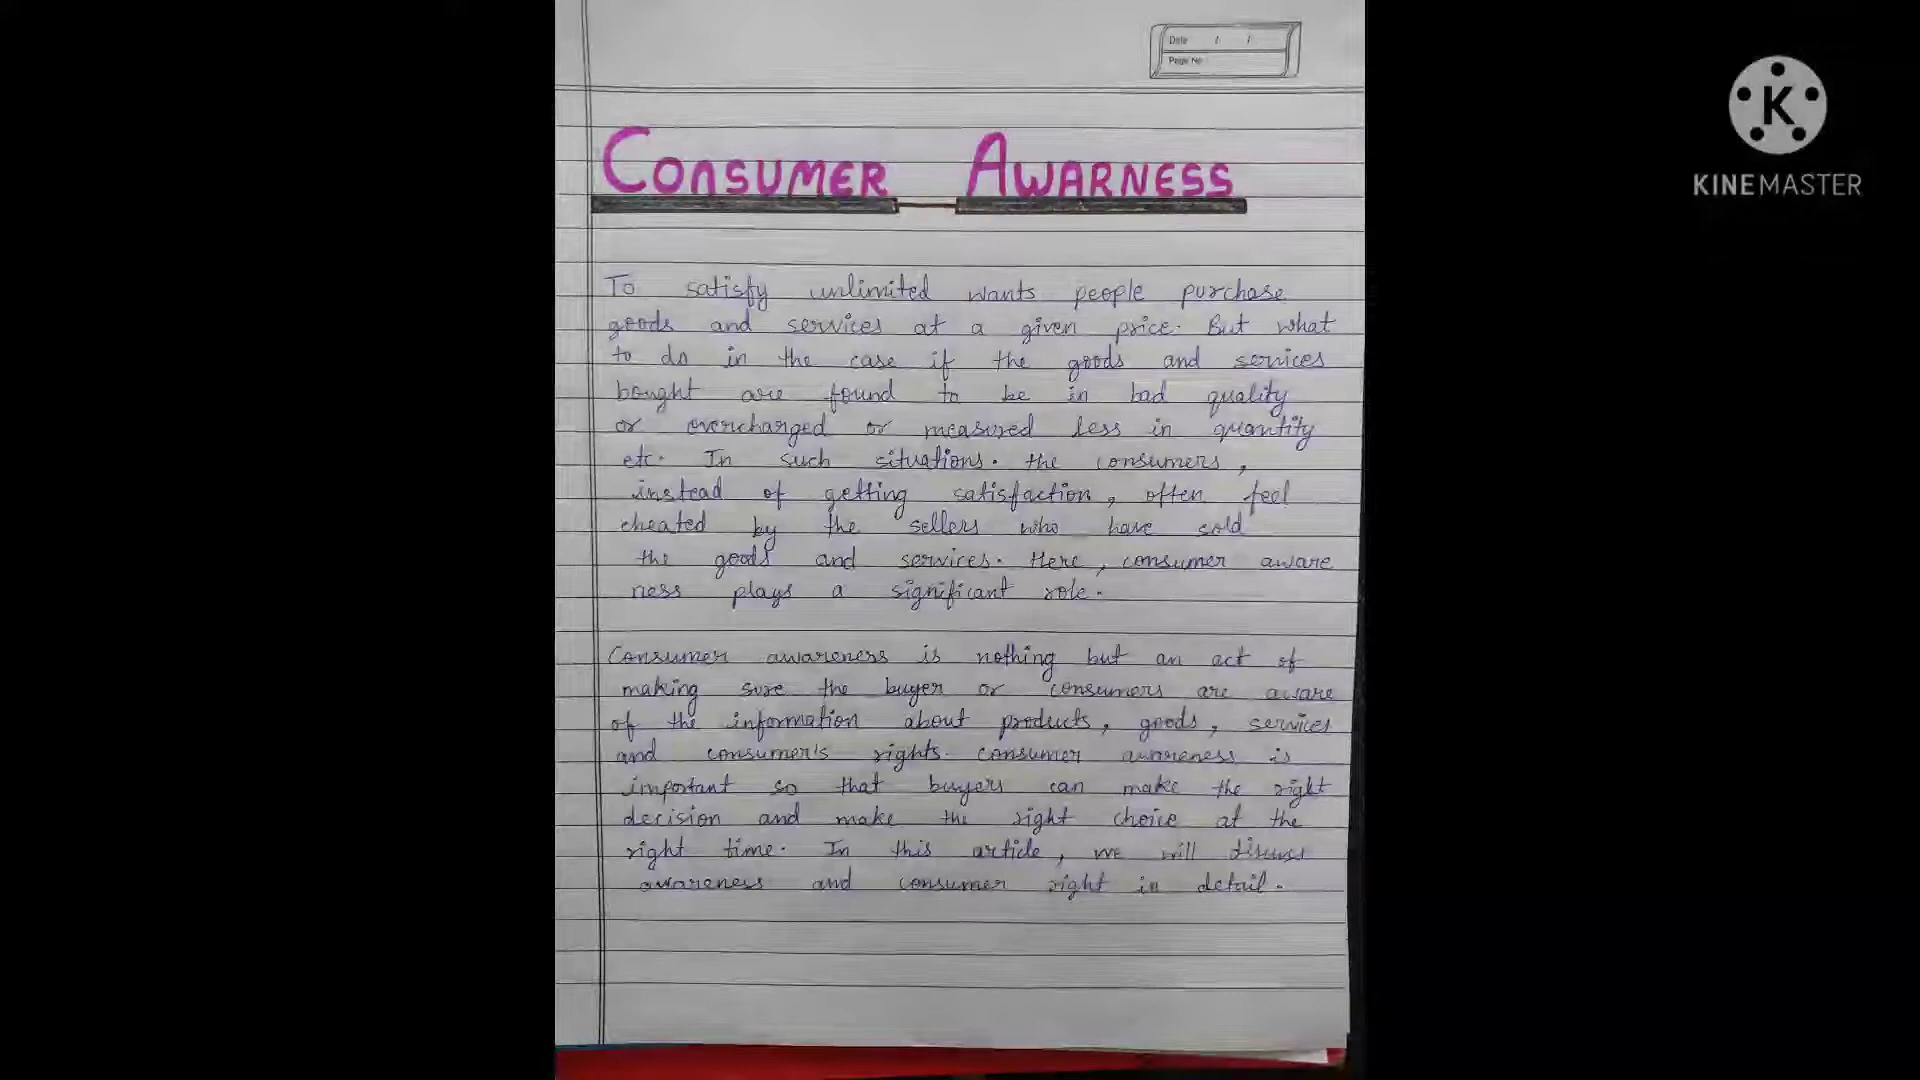 Date / /
Page No
K
KINEMASTER
CONSUMER AWARNESS
To satisfy unlimited wants people purchase
goods and services at a given price. But what
to do in the case if the goods and services
bought are found to be in bad quality
or overcharged or measured less in quantity
etc. In such situations. the consumers,
instead of getting satisfaction, often feel
cheated by the sellers who have sold
the goods and services. Here, consumer aware
ness plays a significant role.
Consumer awareness is nothing but an act of
making sure the buyer or consumers are aware
of the information about products, goods, services
and consumer's rights. Consumer awareness is
important so that buyers can make the right
decision and make the right choice at the
right time. In this article, we will discuss
awareness and consumer right in detail.